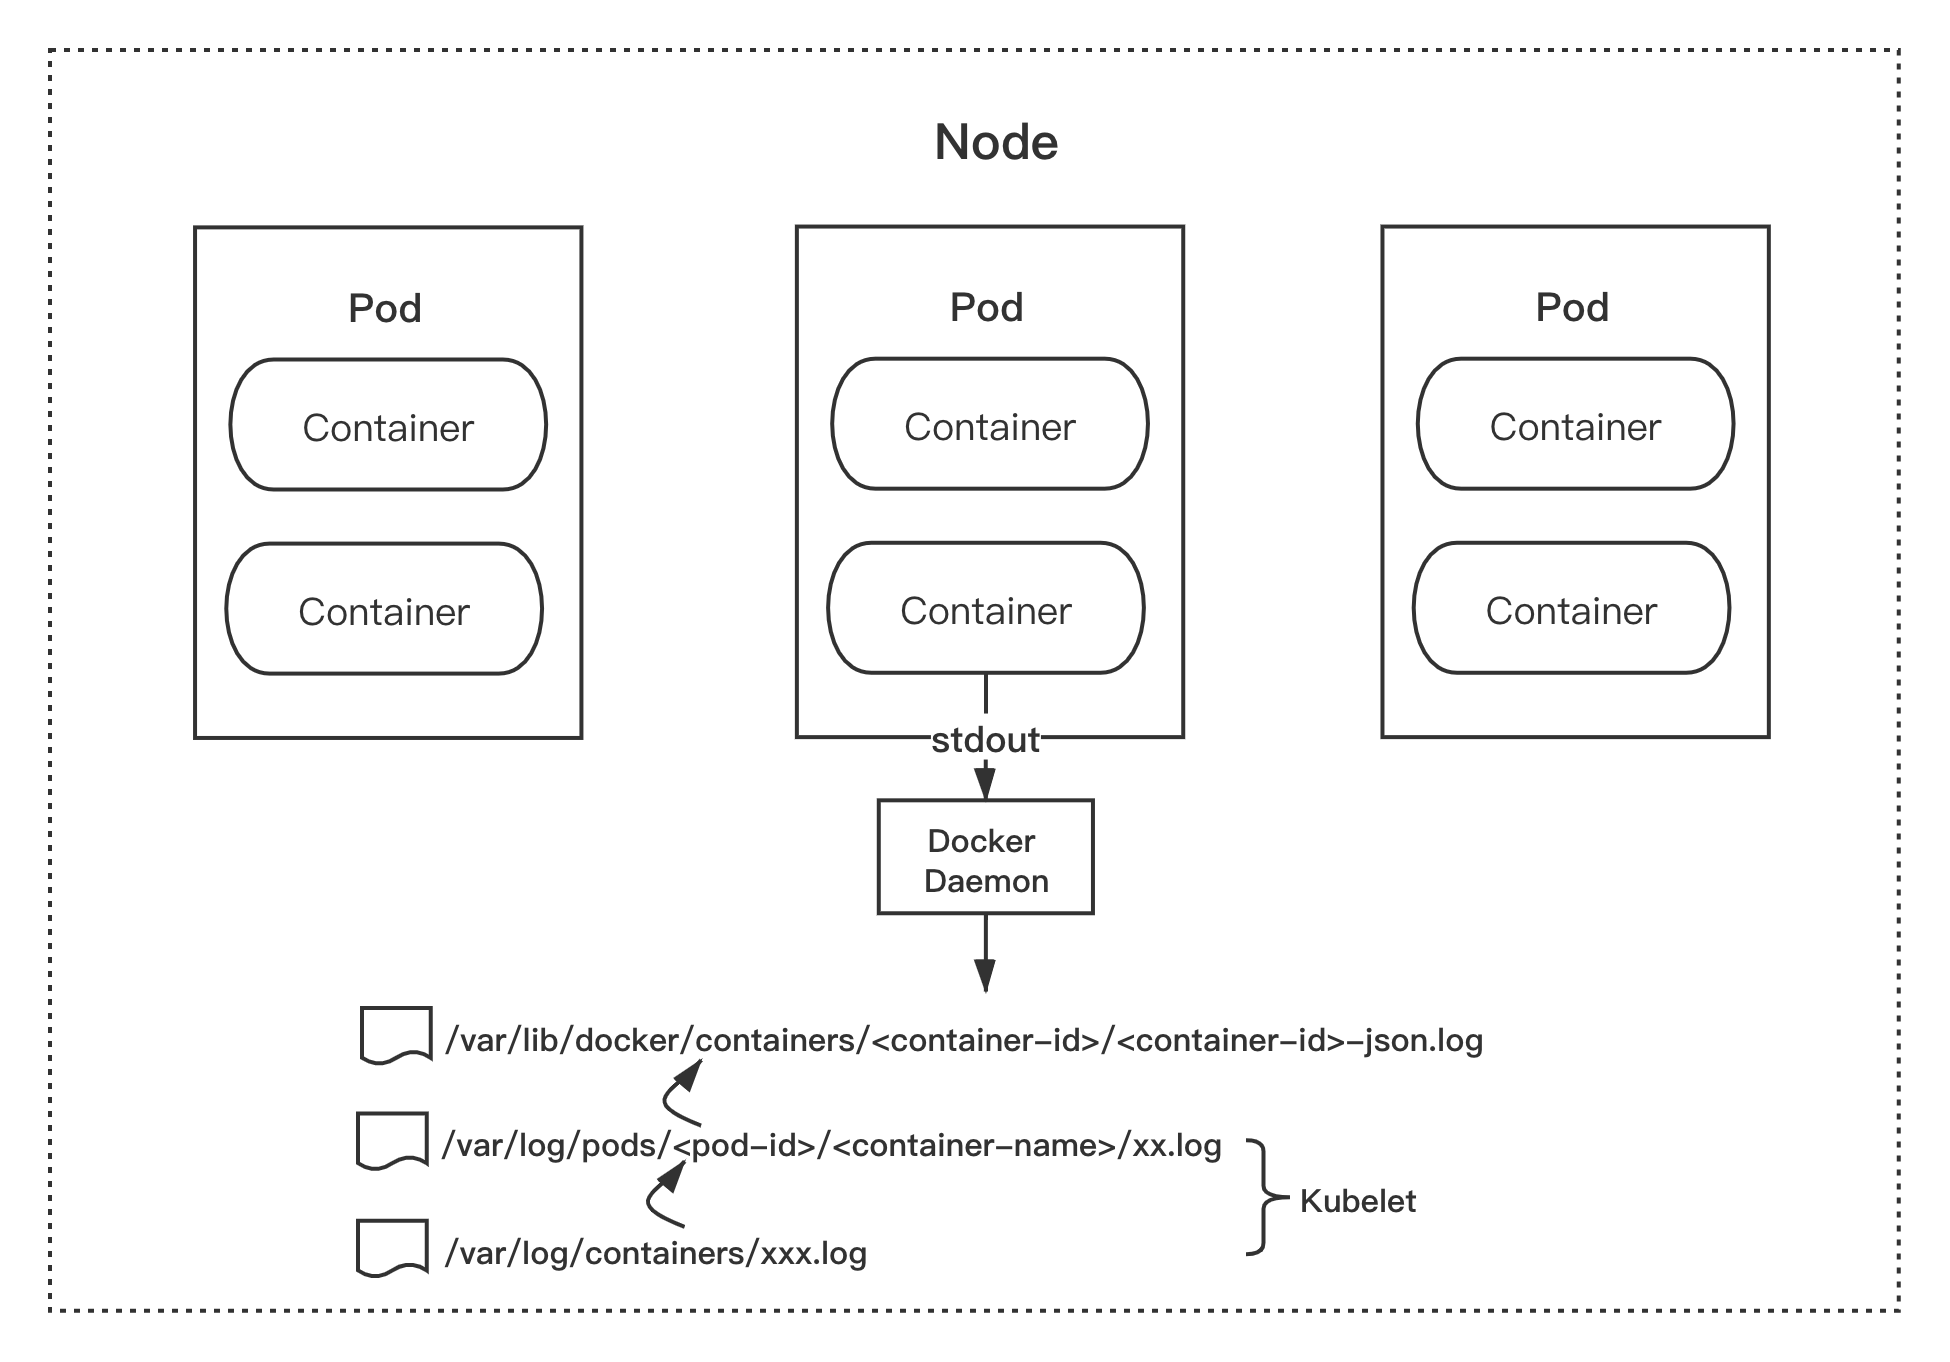 Node
Pod
Container
Container
Pod
Container
Container
stdout
Pod
Container
Container
Docker
Daemon
/var/lib/docker/containers/<container-id>/<container-id>-json.log
/var/log/pods/<pod-id>/<container-name>/xx.log
/var/log/containers/xxx.log
Kubelet